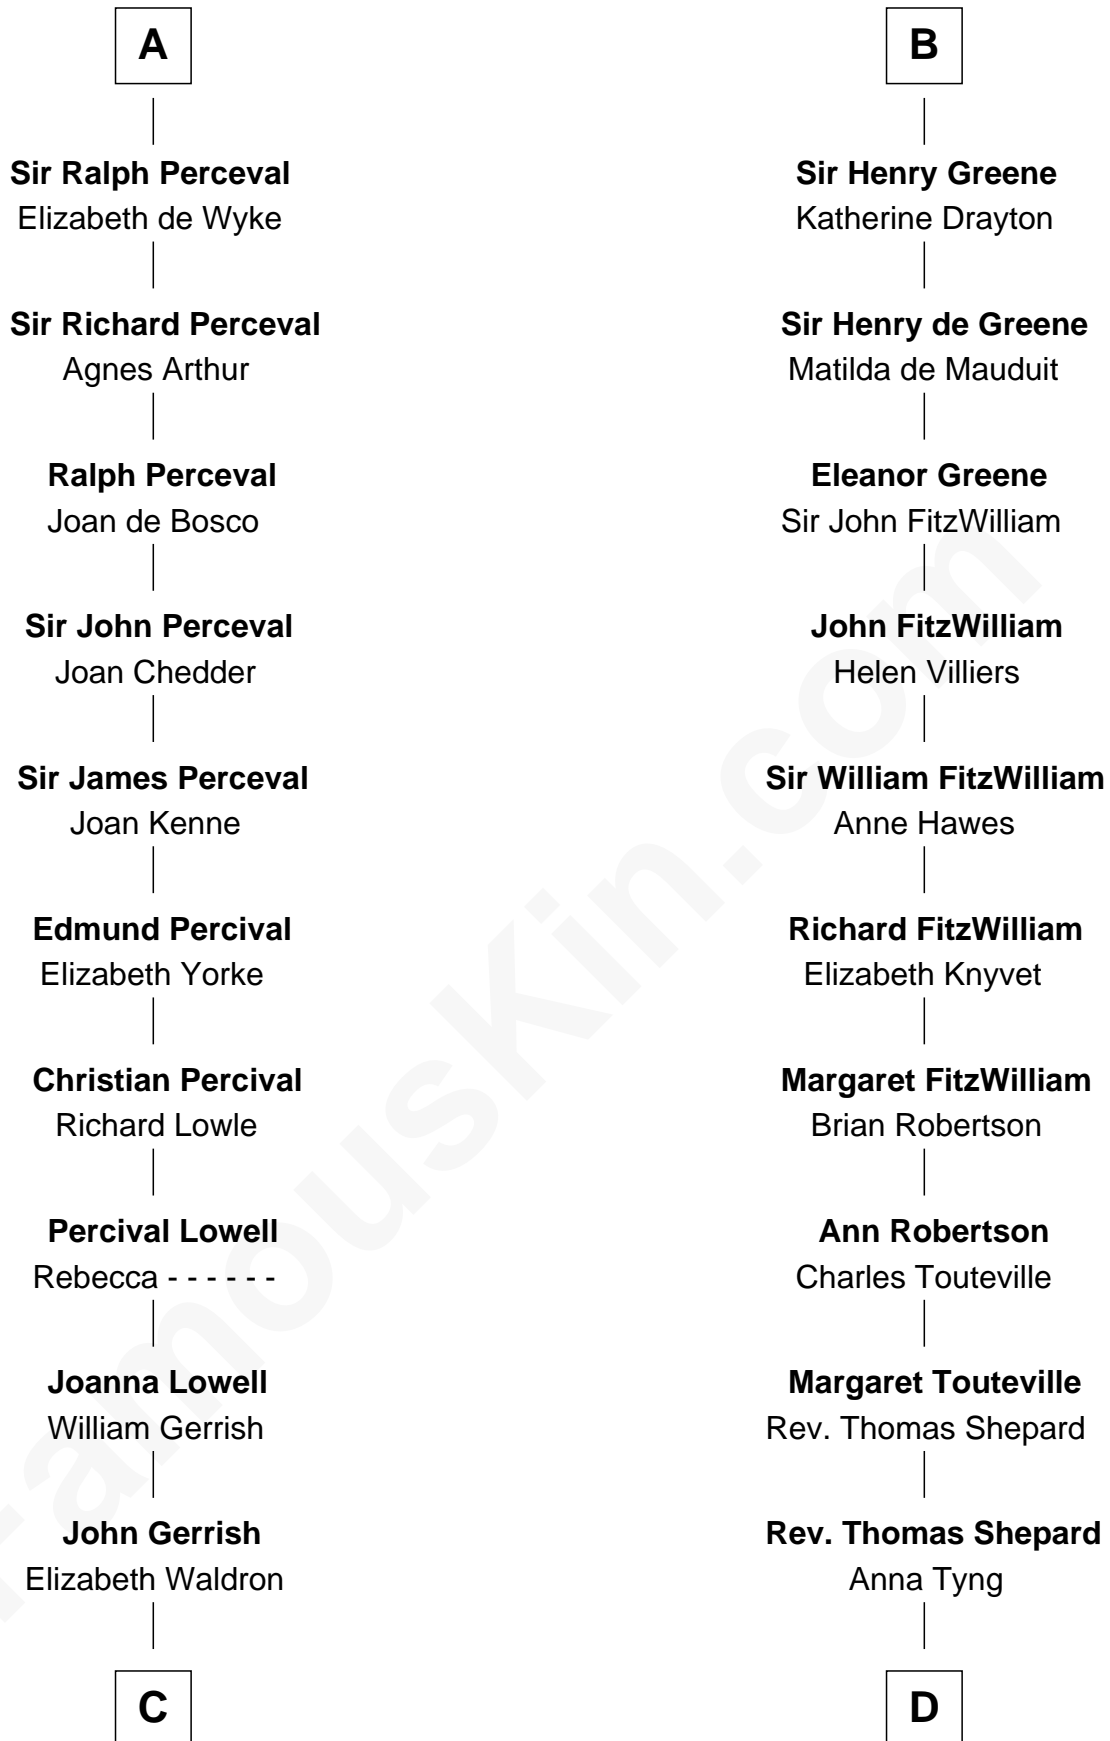 A
Sir Ralph Perceval
Elizabeth de Wyke
Sir Richard Perceval
Agnes Arthur
Ralph Perceval
Joan de Bosco
Sir John Perceval
Joan Chedder
Sir James Perceval
Joan Kenne
Edmund Percival
Elizabeth Yorke
Christian Percival
Richard Lowle
Percival Lowell
Rebecca - - - - - -
Joanna Lowell
William Gerrish
John Gerrish
Elizabeth Waldron
C
B
Sir Henry Greene
Katherine Drayton
Sir Henry de Greene
Matilda de Mauduit
Eleanor Greene
Sir John FitzWilliam
John FitzWilliam
Helen Villiers
Sir William FitzWilliam
Anne Hawes
Richard FitzWilliam
Elizabeth Knyvet
Margaret FitzWilliam
Brian Robertson
Ann Robertson
Charles Touteville
Margaret Touteville
Rev. Thomas Shepard
Rev. Thomas Shepard
Anna Tyng
D
FamousKin.com